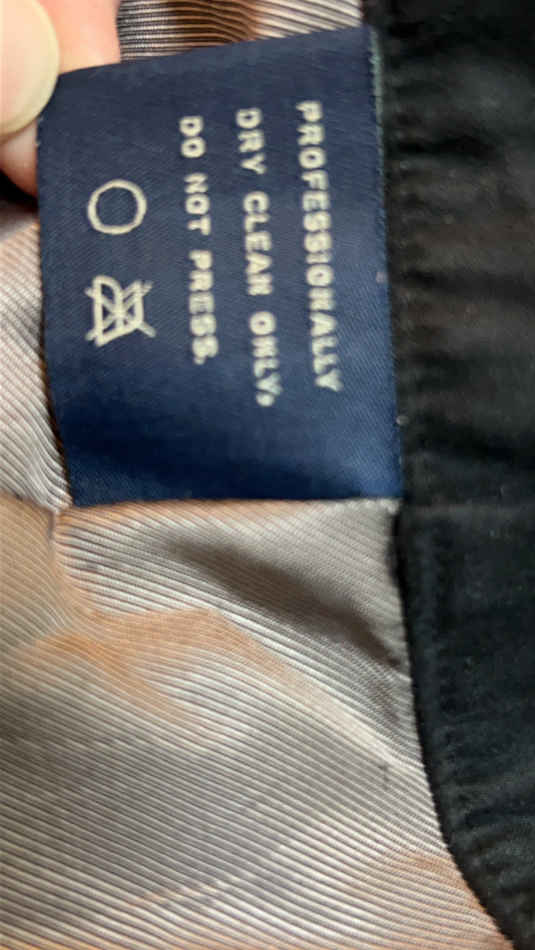 PROFESSIONALLY
DRY CLEAN ONLY.
DO NOT PRESS.